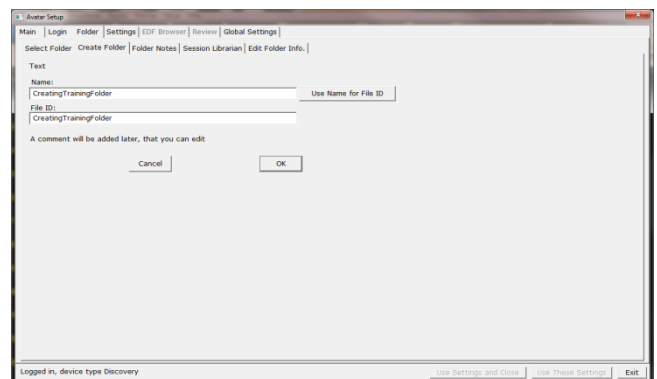 Avatar Setup
Main Login Folder Settings EDF Browser Review Global Settings
Select Folder Create Folder Folder Notes Session Librarian Edit Folder Info.
Text
Name:
CreatingTrainingFolder Use Name for File ID
File ID:
CreatingTrainingFolder
A comment will be added later, that you can edit
Cancel OK
Logged in, device type Discovery Use Settings and Close Use These Settings Exit